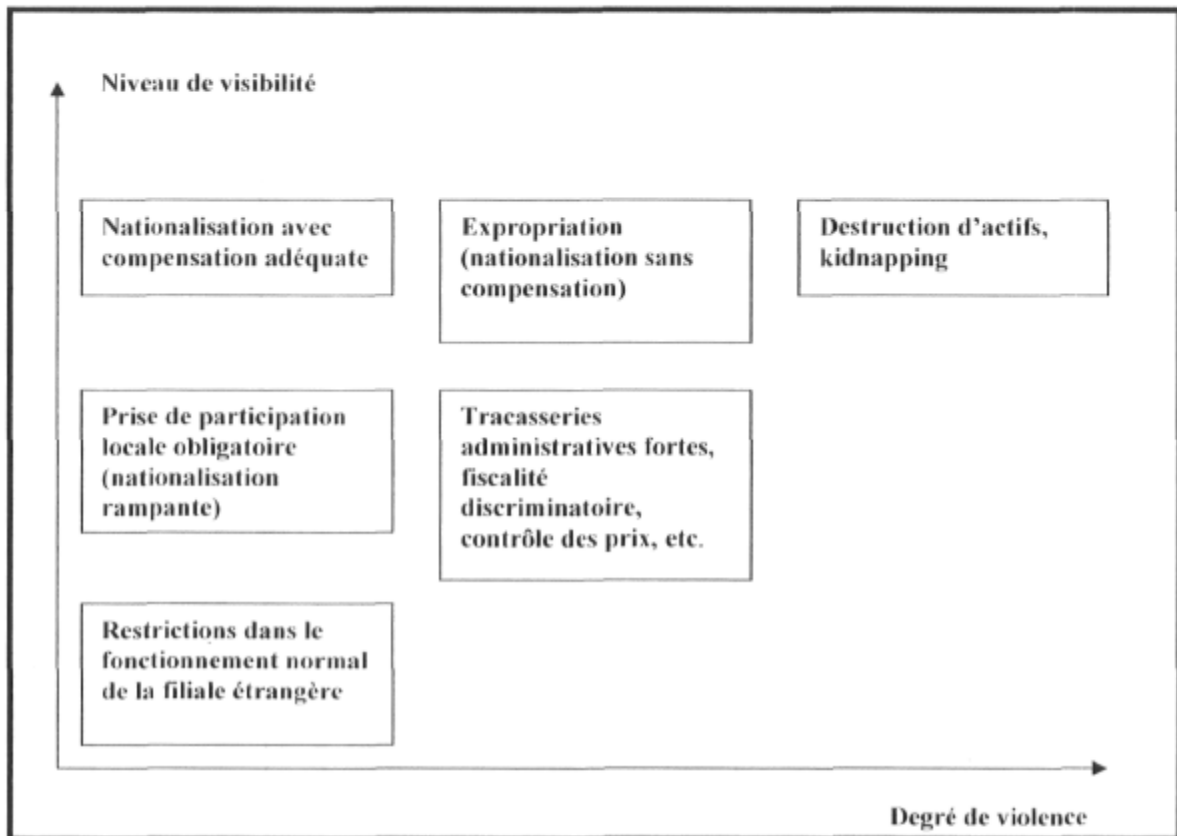 Niveau de visibilité
Nationalisation avec
compensation adéquate
Expropriation
(nationalisation sans
compensation)
Destruction d'actifs,
kidnapping
Prise de participation
locale obligatoire
(nationalisation
rampante)
Tracasseries
administratives fortes,
fiscalité
discriminatoire,
contrôle des prix, etc.
Restrictions dans le
fonctionnement normal
de la filiale étrangère
Degré de violence